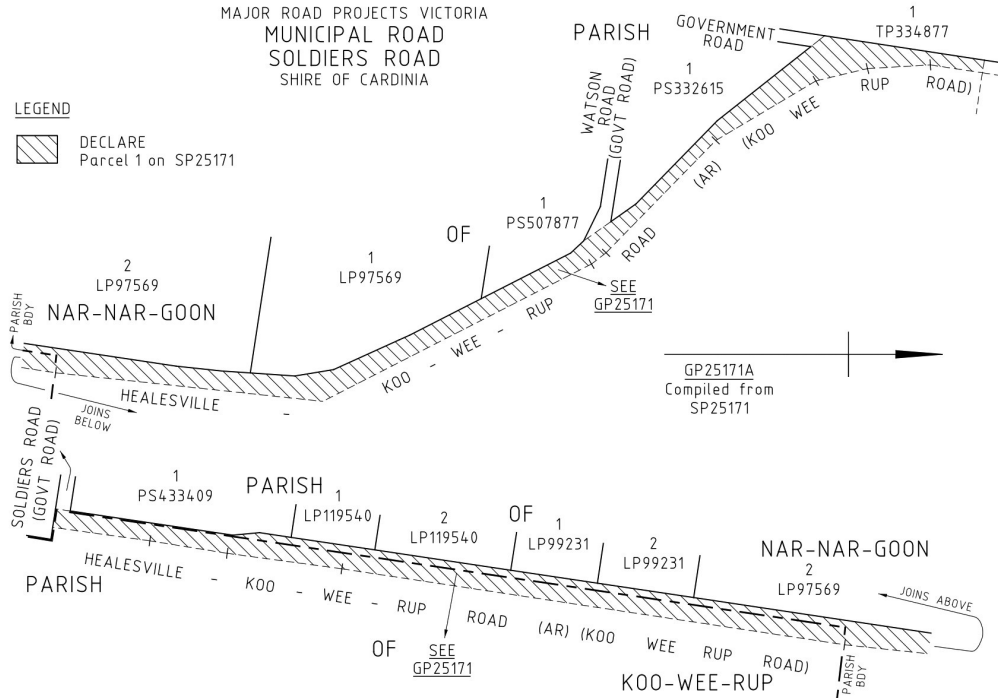 MAJOR ROAD PROJECTS VICTORIA
MUNICIPAL ROAD
SOLDIERS ROAD
SHIRE OF CARDINIA
LEGEND
DECLARE
Parcel 1 on SP25171
PARISH
GOVERNMENT
ROAD
1
TP334877
1
PS332615
WATSON
ROAD
(GOVT ROAD)
(KOO WEE RUP ROAD)
(AR)
OF
1
PS507877
1
LP97569
2
LP97569
NAR-NAR-GOON
PARISH
BDY
SEE
GP25171
HEALESVILLE - KOO - WEE - RUP ROAD
JOINS
BELOW
GP25171A
Compiled from
SP25171
SOLDIERS ROAD
(GOVT ROAD)
1
PS433409
PARISH
1
LP119540
2
LP119540
OF
1
LP99231
2
LP99231
NAR-NAR-GOON
2
LP97569
JOINS ABOVE
PARISH
HEALESVILLE - KOO - WEE - RUP ROAD (AR) (KOO WEE RUP ROAD)
OF
SEE
GP25171
KOO-WEE-RUP
PARISH
BDY